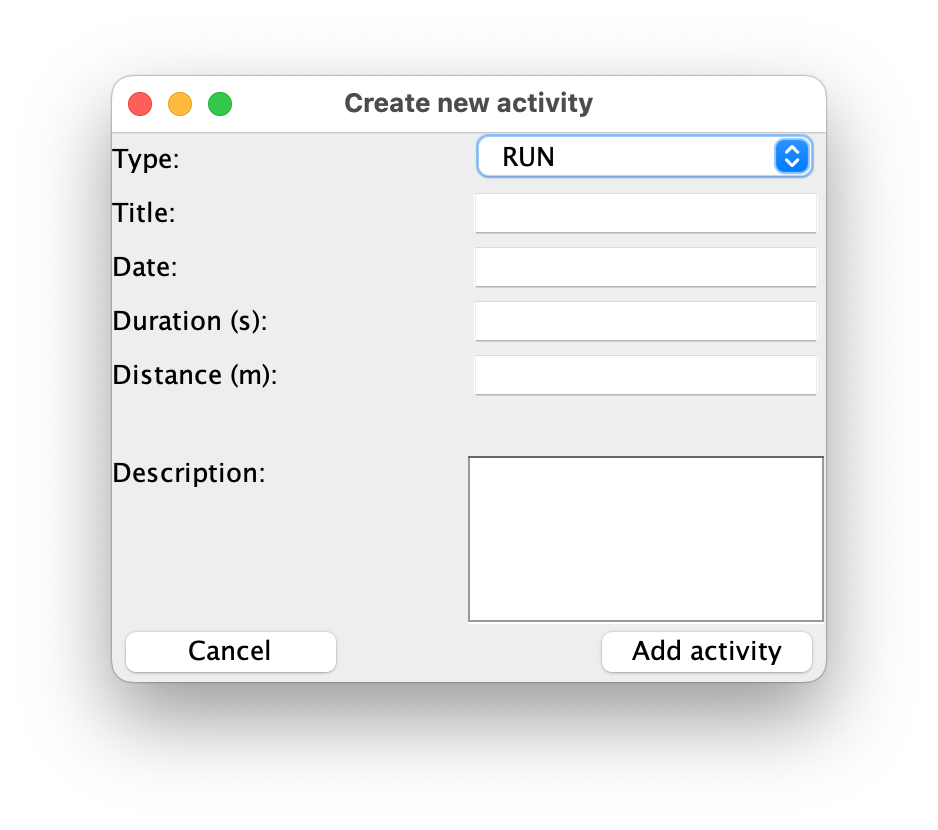 Create new activity
Type: RUN
Title:
Date:
Duration (s):
Distance (m):
Description:
Cancel Add activity